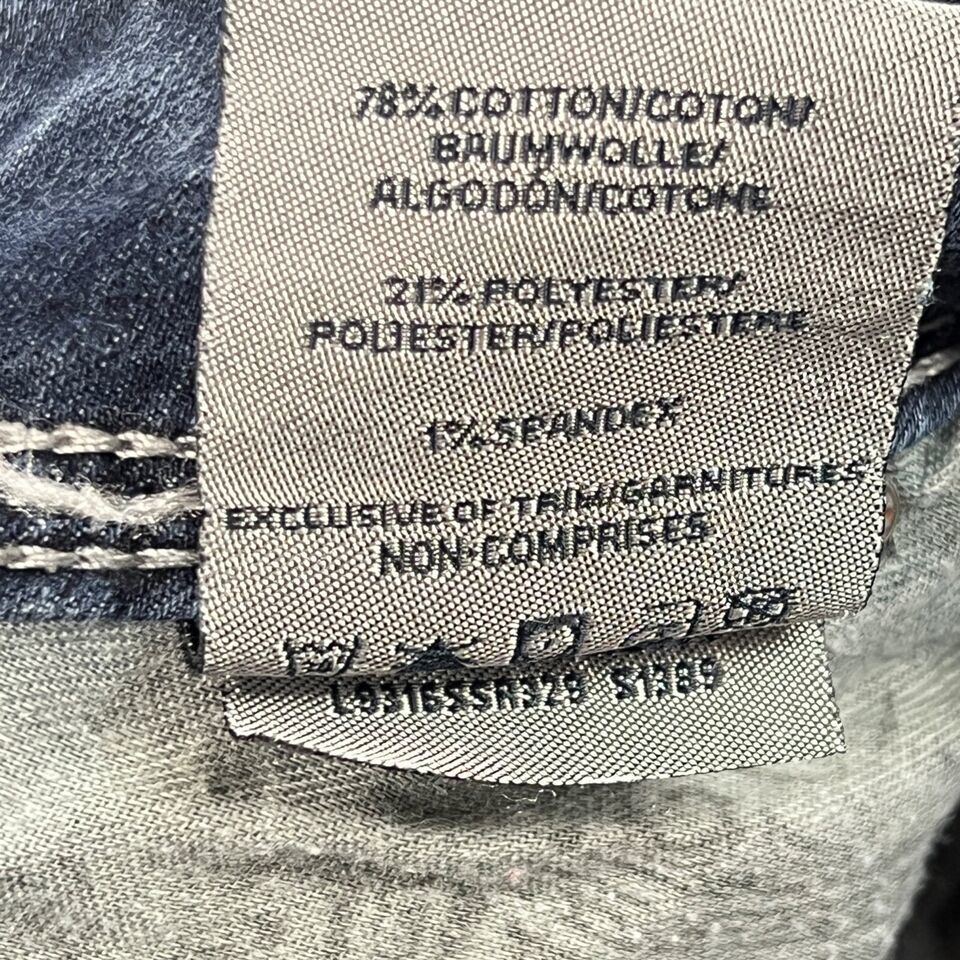 78% COTTON/COTON/
BAUMWOLLE/
ALGODÓN/COTONE
21% POLYESTER/
POLIESTER/POLIESTERE
1% SPANDEX
EXCLUSIVE OF TRIM/GARNITURES
NON-COMPRISES
L9316SSR329 S1389